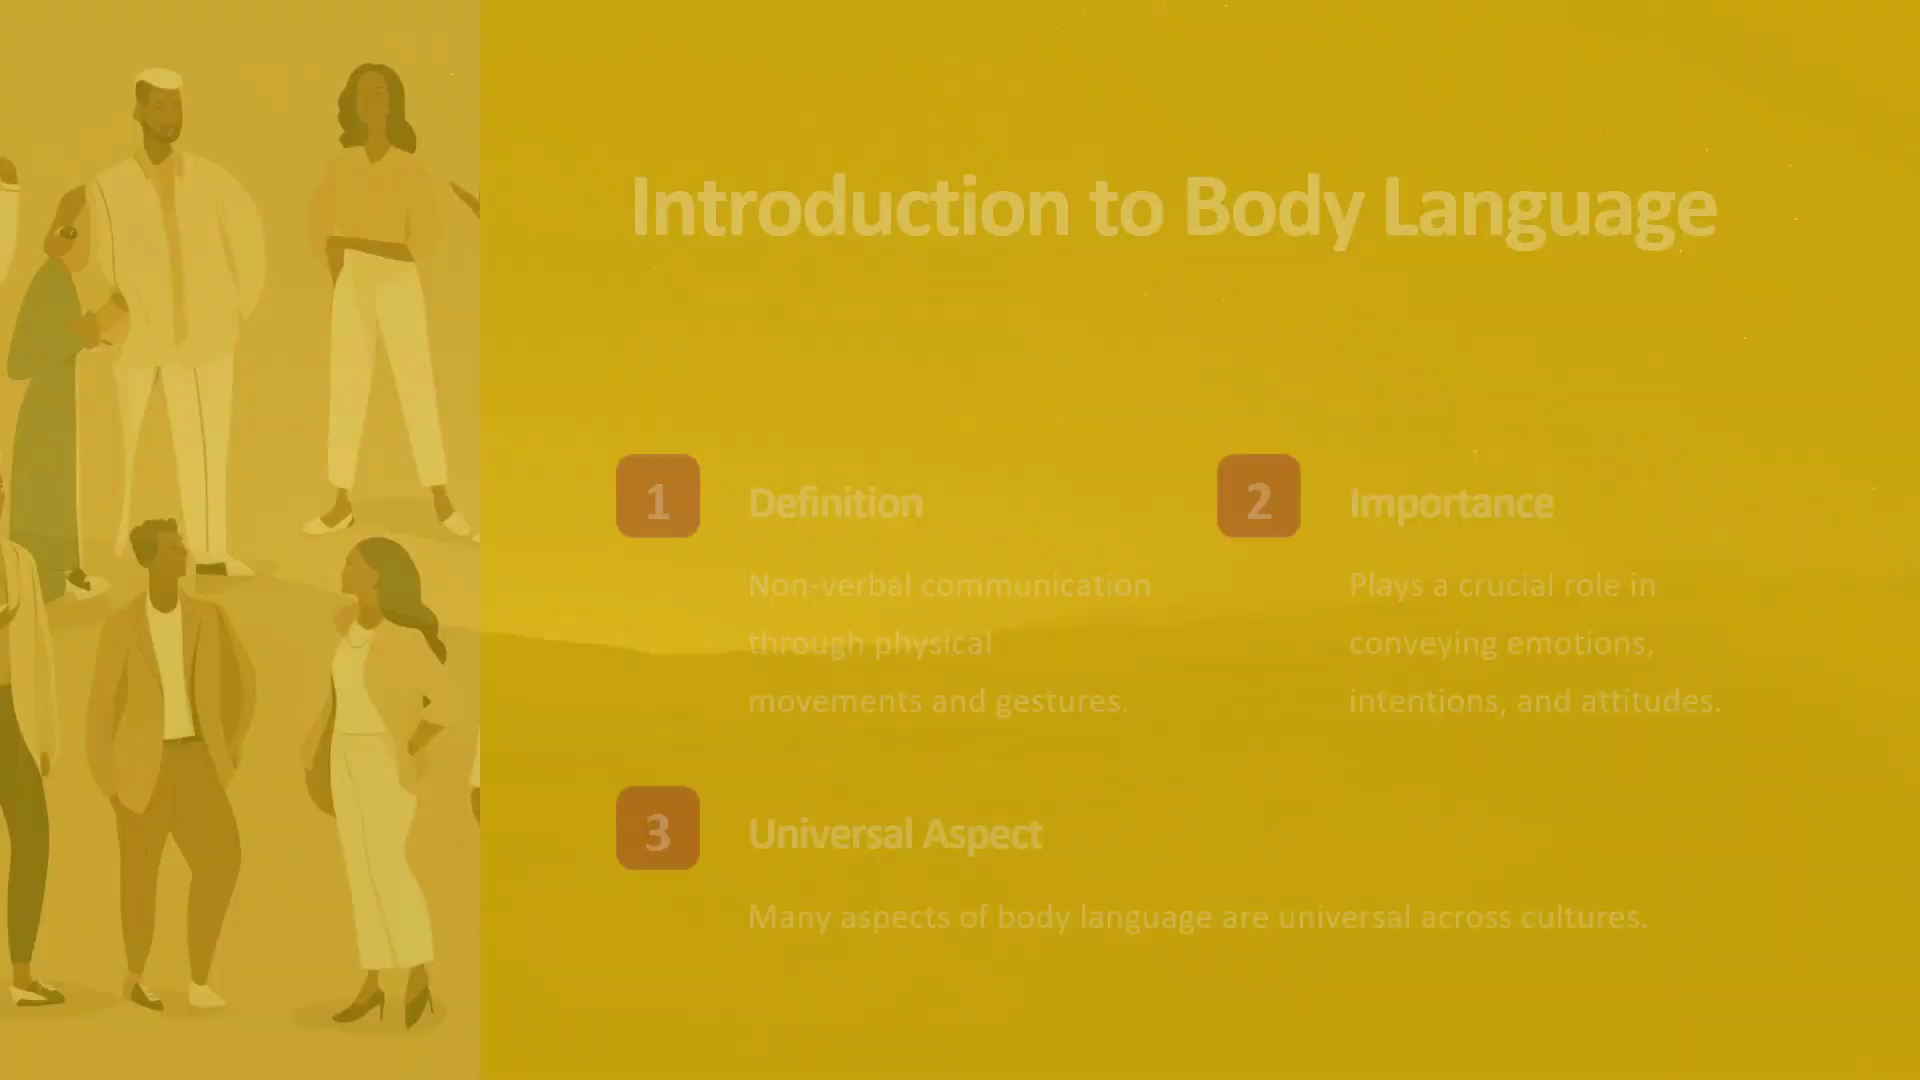 Introduction to Body Language
1
Definition
Non-verbal communication
through physical
movements and gestures.
2
Importance
Plays a crucial role in
conveying emotions,
intentions, and attitudes.
3
Universal Aspect
Many aspects of body language are universal across cultures.